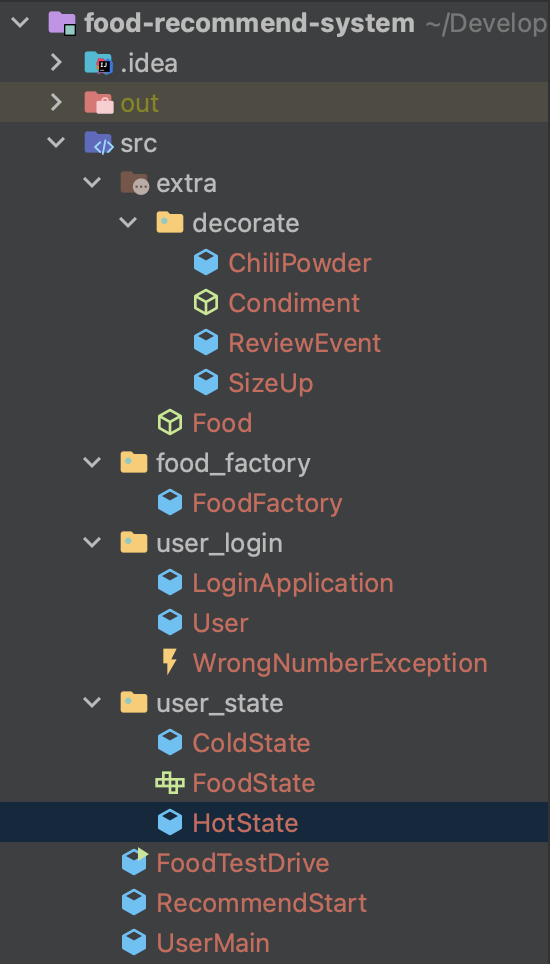 food-recommend-system ~/Develop
.idea
out
src
extra
decorate
ChiliPowder
Condiment
ReviewEvent
SizeUp
Food
food_factory
FoodFactory
user_login
LoginApplication
User
WrongNumberException
user_state
ColdState
FoodState
HotState
FoodTestDrive
RecommendStart
UserMain